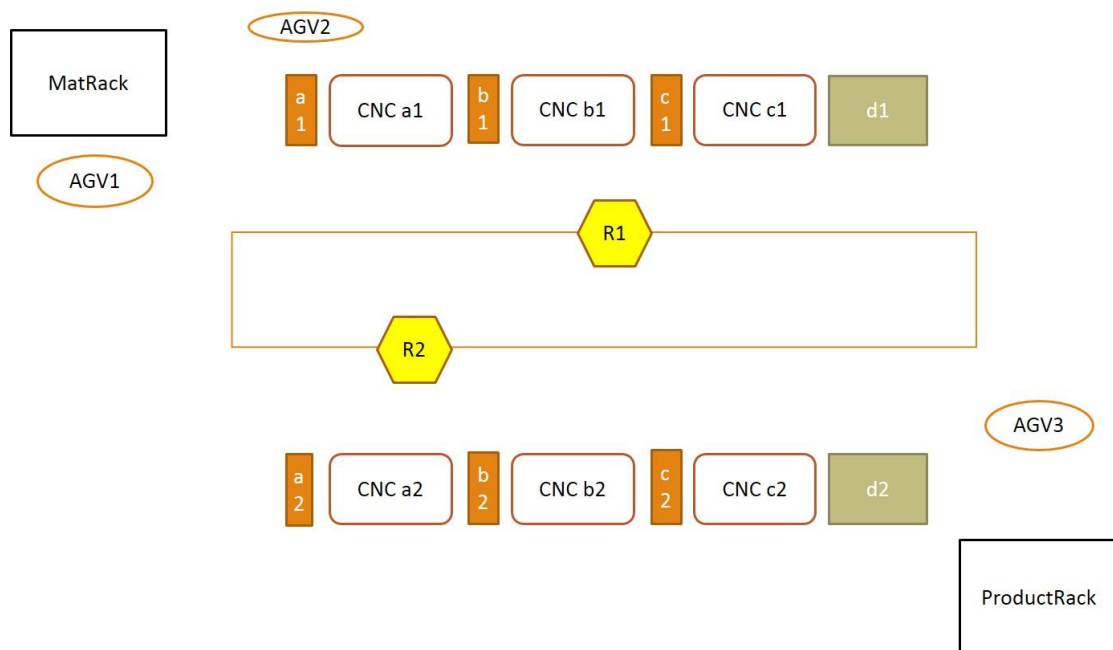 AGV2
MatRack
a
1
CNC a1
b
1
CNC b1
c
1
CNC c1
d1
AGV1
R1
R2
AGV3
a
2
CNC a2
b
2
CNC b2
c
2
CNC c2
d2
ProductRack